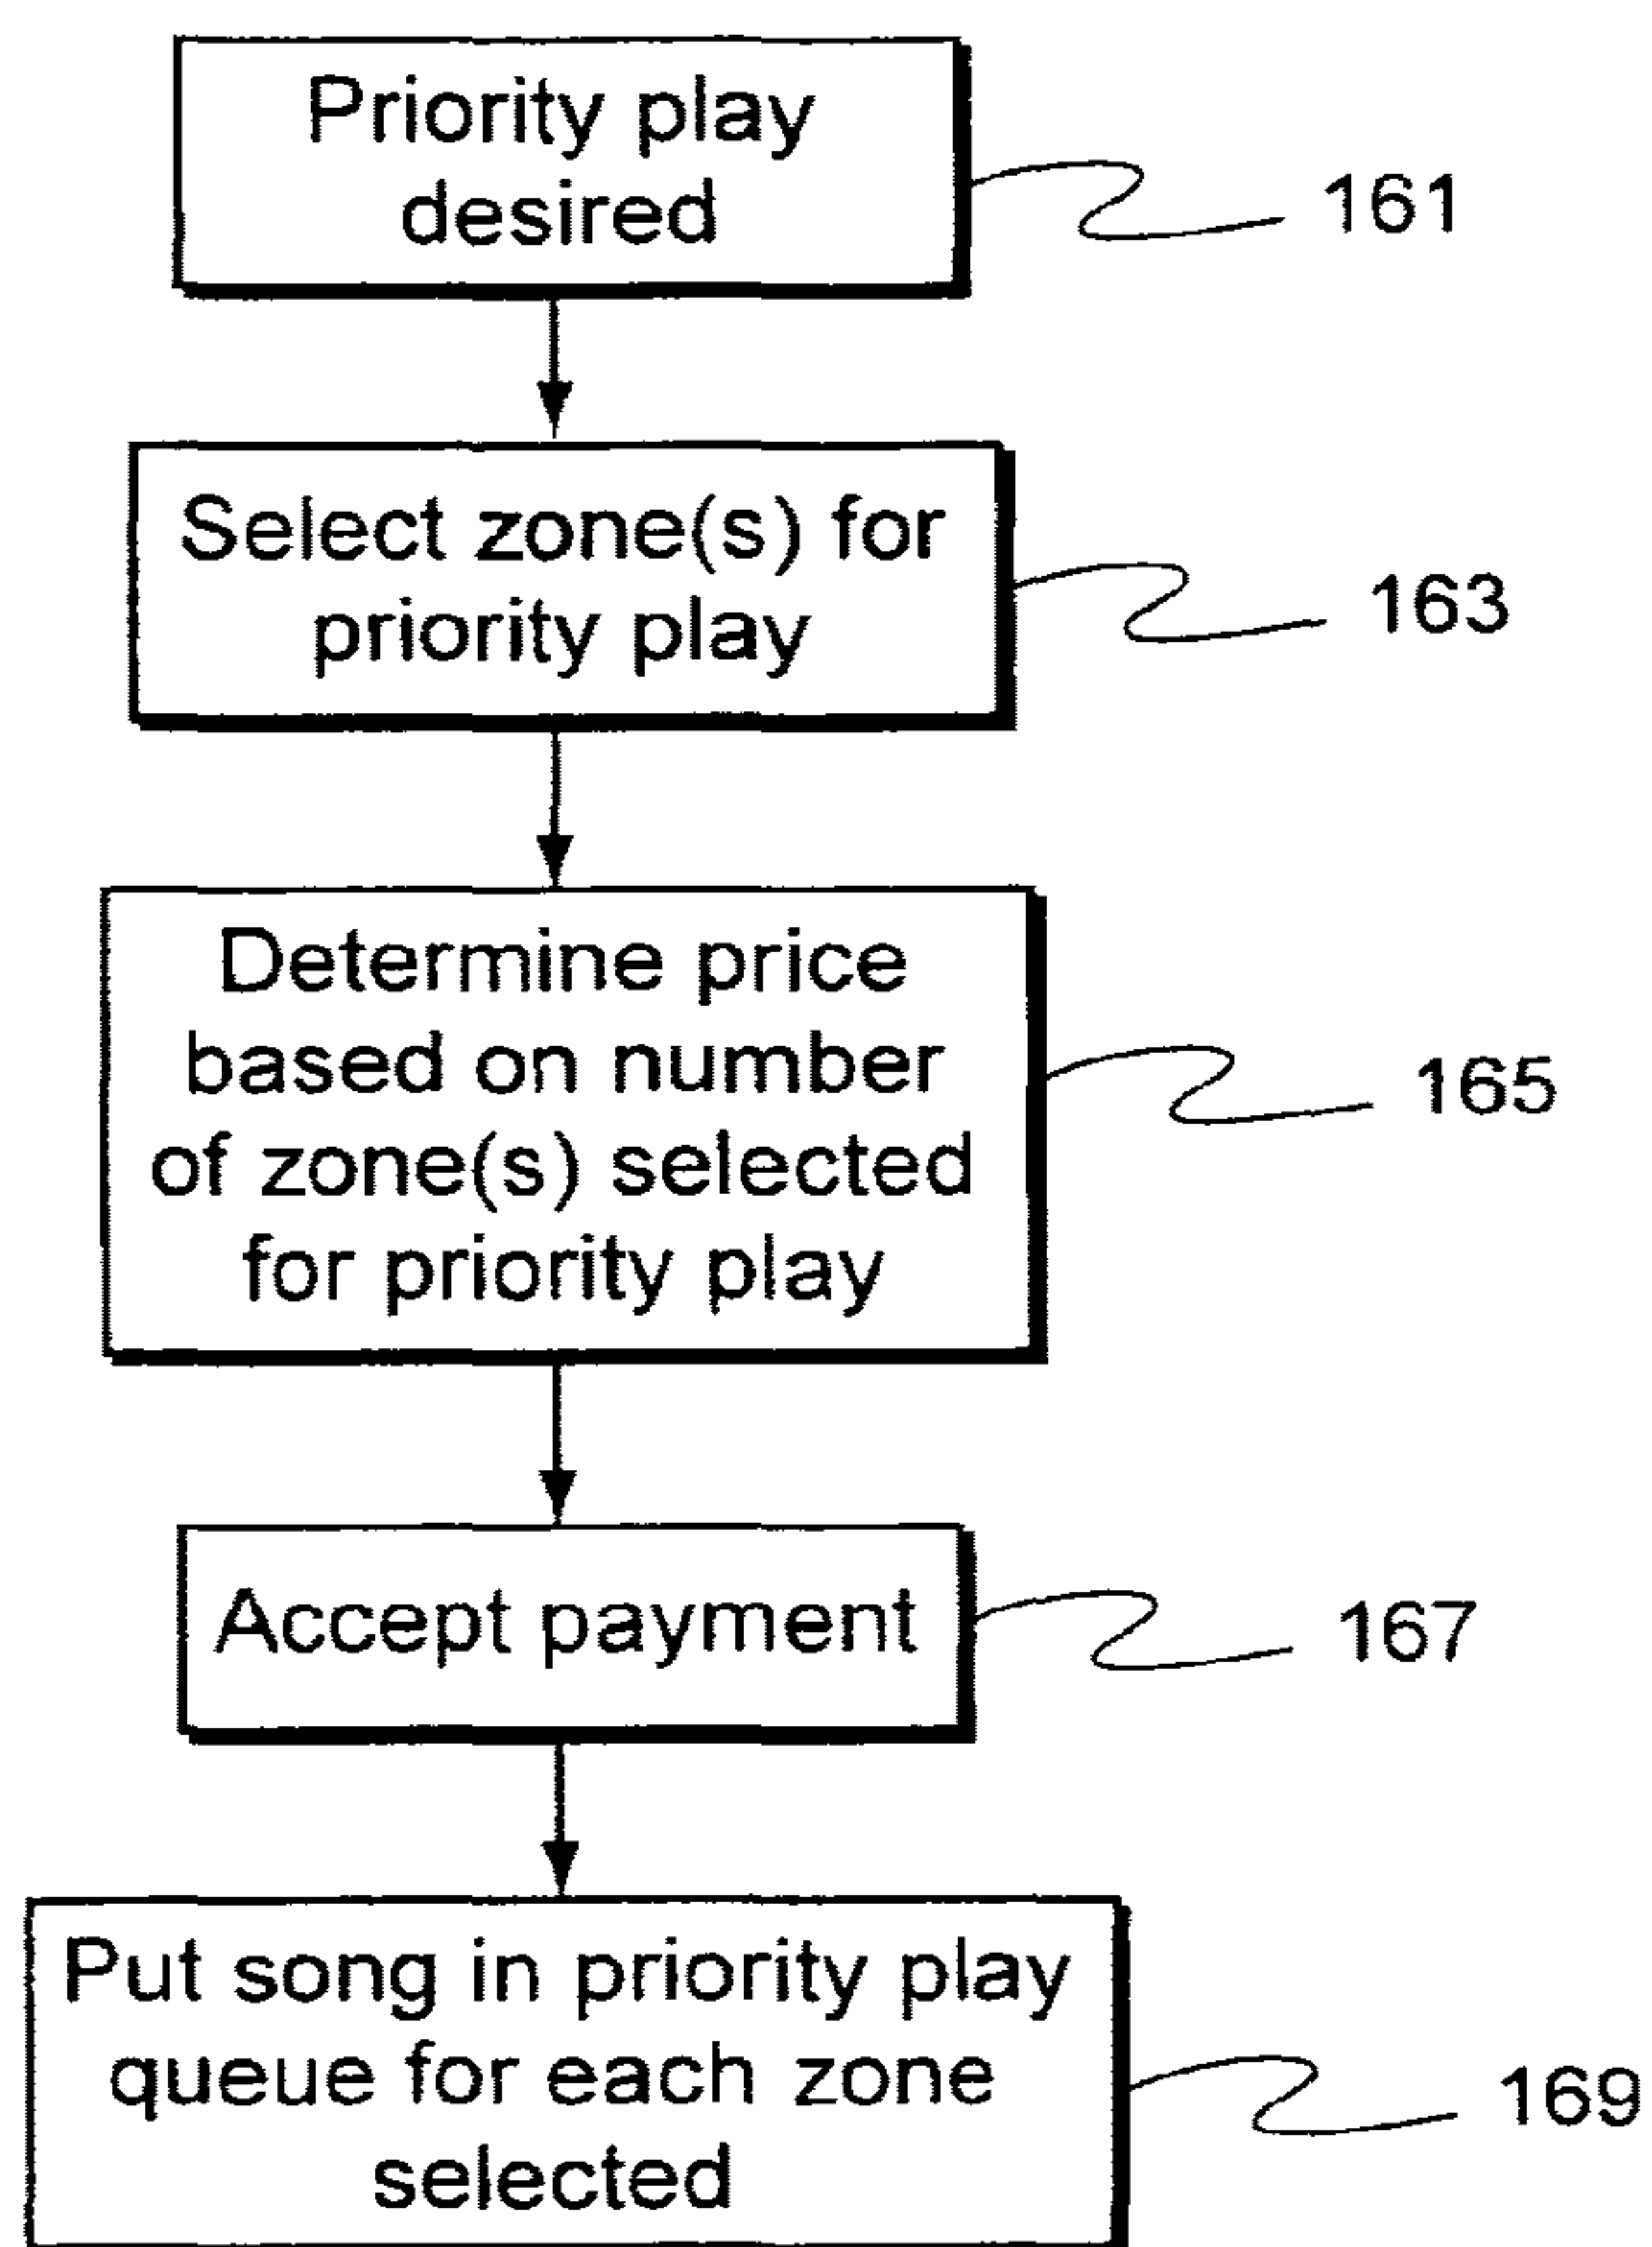 Priority play
desired
161
Select zone(s) for
priority play
163
Determine price
based on number
of zone(s) selected
for priority play
165
Accept payment
167
Put song in priority play
queue for each zone
selected
169